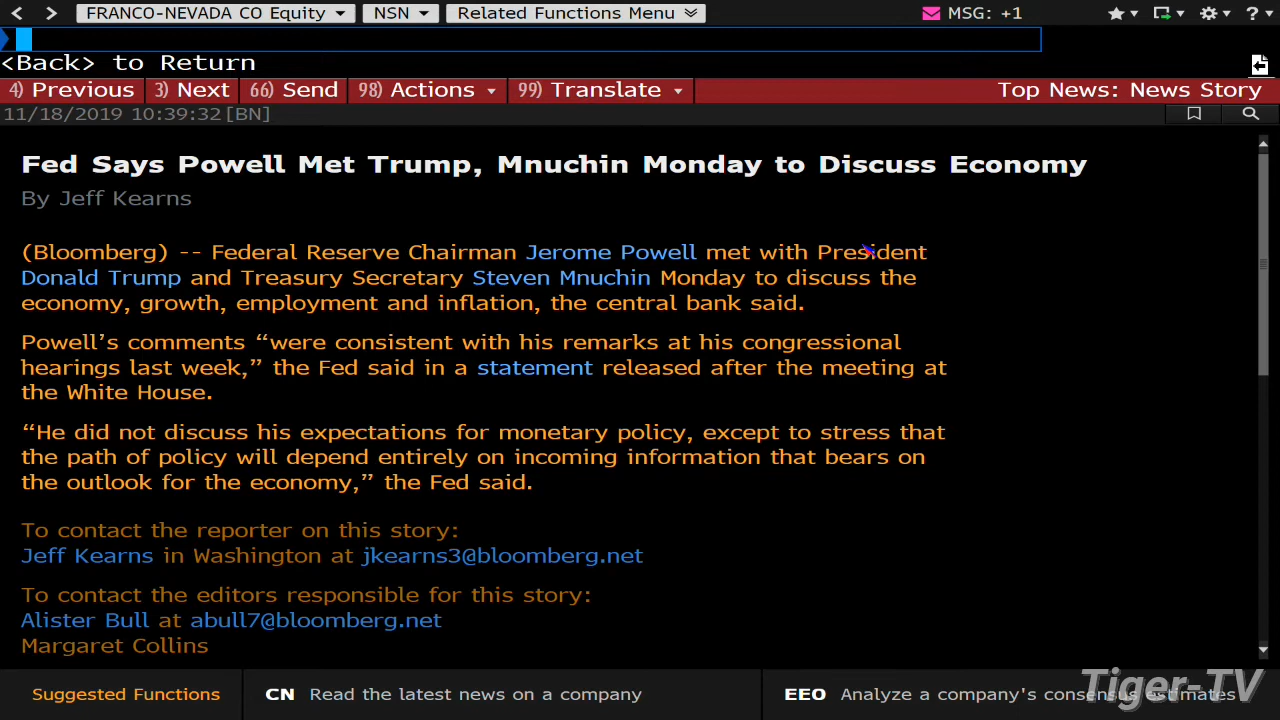 FRANCO-NEVADA CO Equity NSN Related Functions Menu MSG: +1 ?
<Back> to Return
4) Previous 3) Next 66) Send 98) Actions 99) Translate Top News: News Story
11/18/2019 10:39:32[BN]
Fed Says Powell Met Trump, Mnuchin Monday to Discuss Economy
By Jeff Kearns
(Bloomberg) -- Federal Reserve Chairman Jerome Powell met with President
Donald Trump and Treasury Secretary Steven Mnuchin Monday to discuss the
economy, growth, employment and inflation, the central bank said.
Powell’s comments “were consistent with his remarks at his congressional
hearings last week,” the Fed said in a statement released after the meeting at
the White House.
“He did not discuss his expectations for monetary policy, except to stress that
the path of policy will depend entirely on incoming information that bears on
the outlook for the economy,” the Fed said.
To contact the reporter on this story:
Jeff Kearns in Washington at jkearns3@bloomberg.net
To contact the editors responsible for this story:
Alister Bull at abull7@bloomberg.net
Margaret Collins
Suggested Functions CN Read the latest news on a company EEO Analyze a company's consensus estimates
Tiger-TV